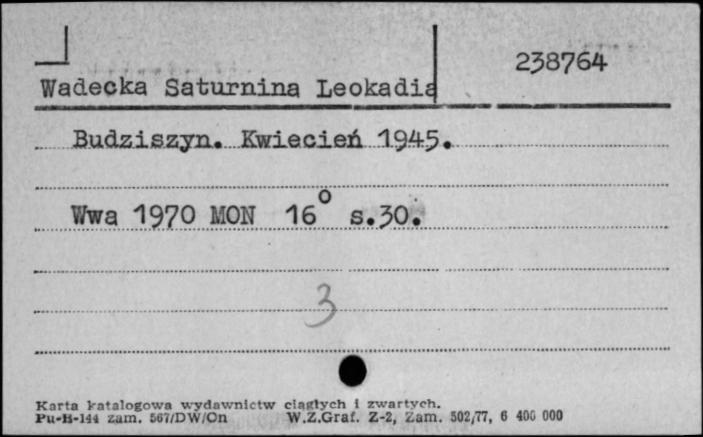 238764
Wadecka Saturnina Leokadia
Budziszyn. Kwiecień 1945.
Wwa 1970 MON 16° s.30.
3
Karta katalogowa wydawnictw ciągłych i zwartych.
Pu-H-144 zam. 567/DW/On W.Z.Graf. Z-2, Zam. 502/77, 6 400 000